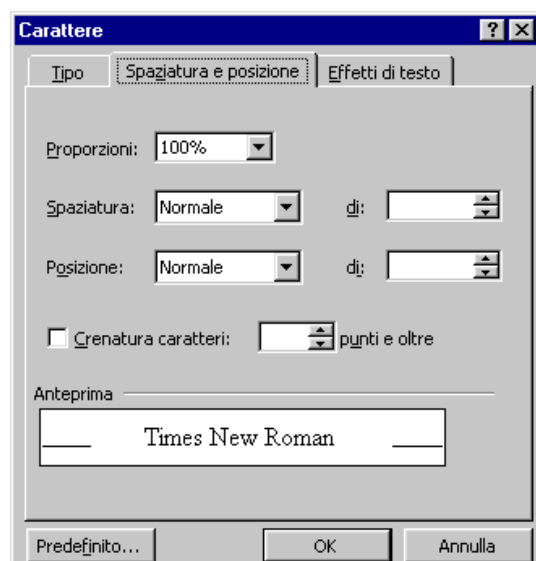 Carattere
Tipo Spaziatura e posizione Effetti di testo
Proporzioni: 100%
Spaziatura: Normale di:
Posizione: Normale di:
Crenatura caratteri: punti e oltre
Anteprima
Times New Roman
Predefinito... OK Annulla